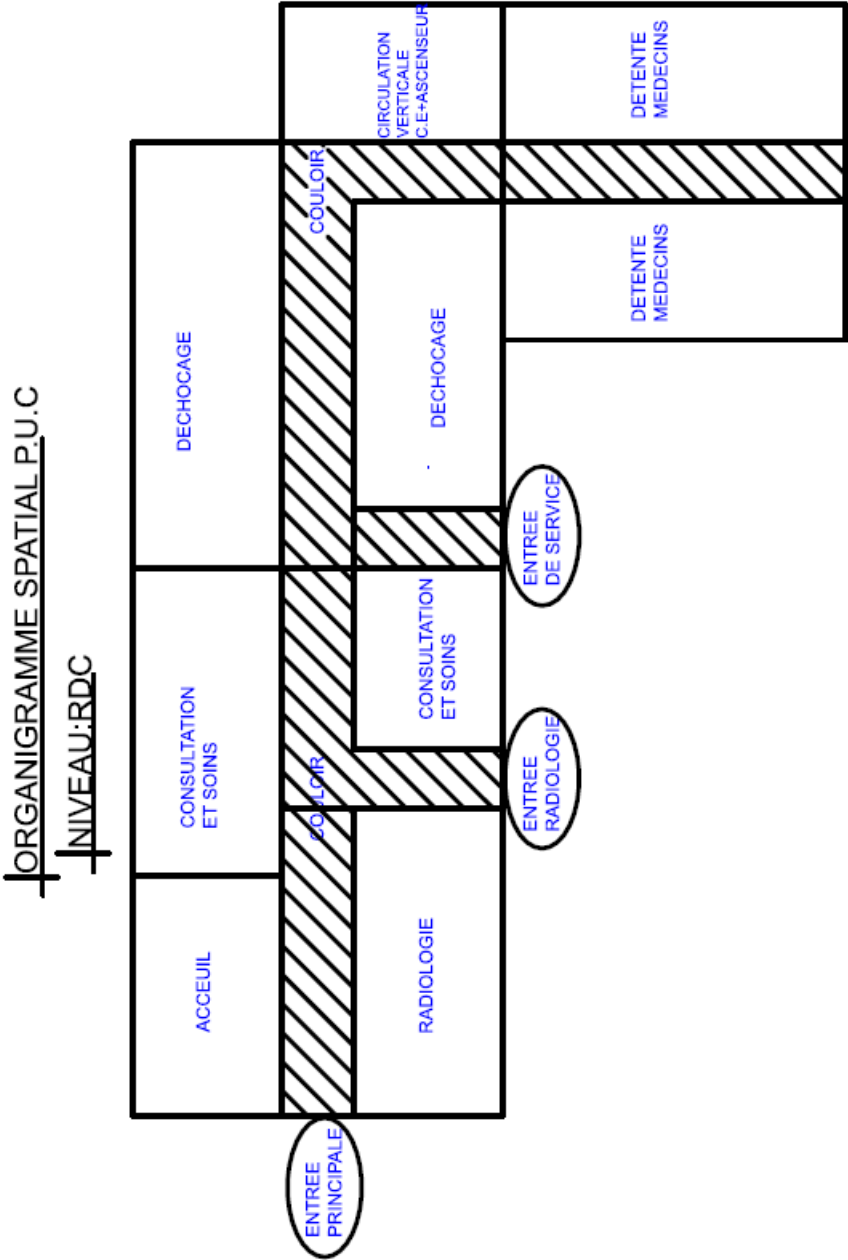 ORGANIGRAMME SPATIAL P.U.C
NIVEAU:RDC
ACCEUIL
CONSULTATION
ET SOINS
DECHOCAGE
ENTREE
PRINCIPALE
COULOIR
COULOIR
CIRCULATION
VERTICALE
C.E+ASCENSEUR
RADIOLOGIE
CONSULTATION
ET SOINS
DECHOCAGE
ENTREE
RADIOLOGIE
ENTREE
DE SERVICE
DETENTE
MEDECINS
DETENTE
MEDECINS